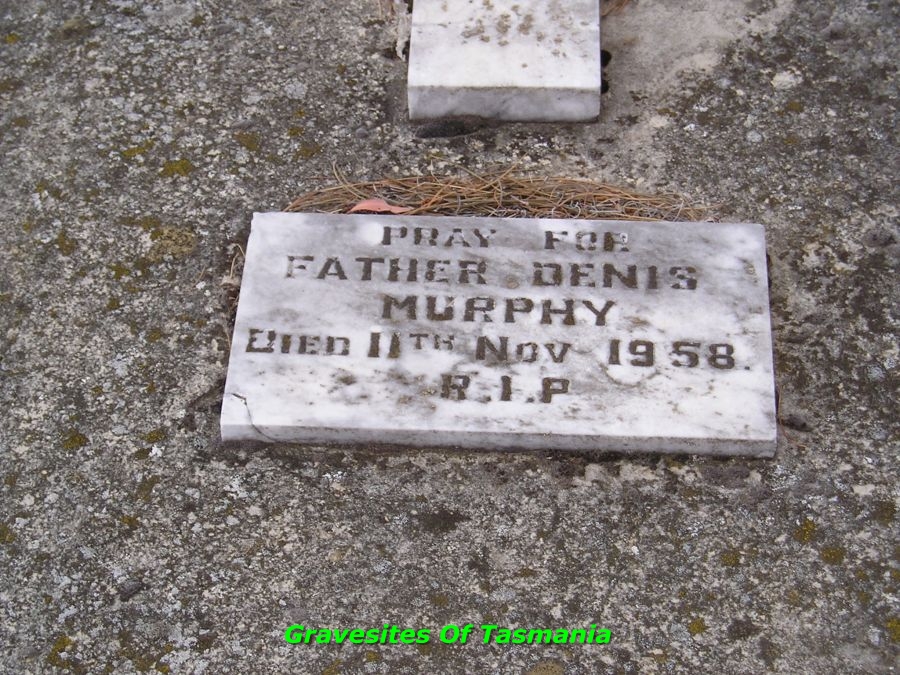 PRAY FOR
FATHER DENIS
MURPHY
DIED 11TH NOV 1958.
R.I.P
Gravesites Of Tasmania